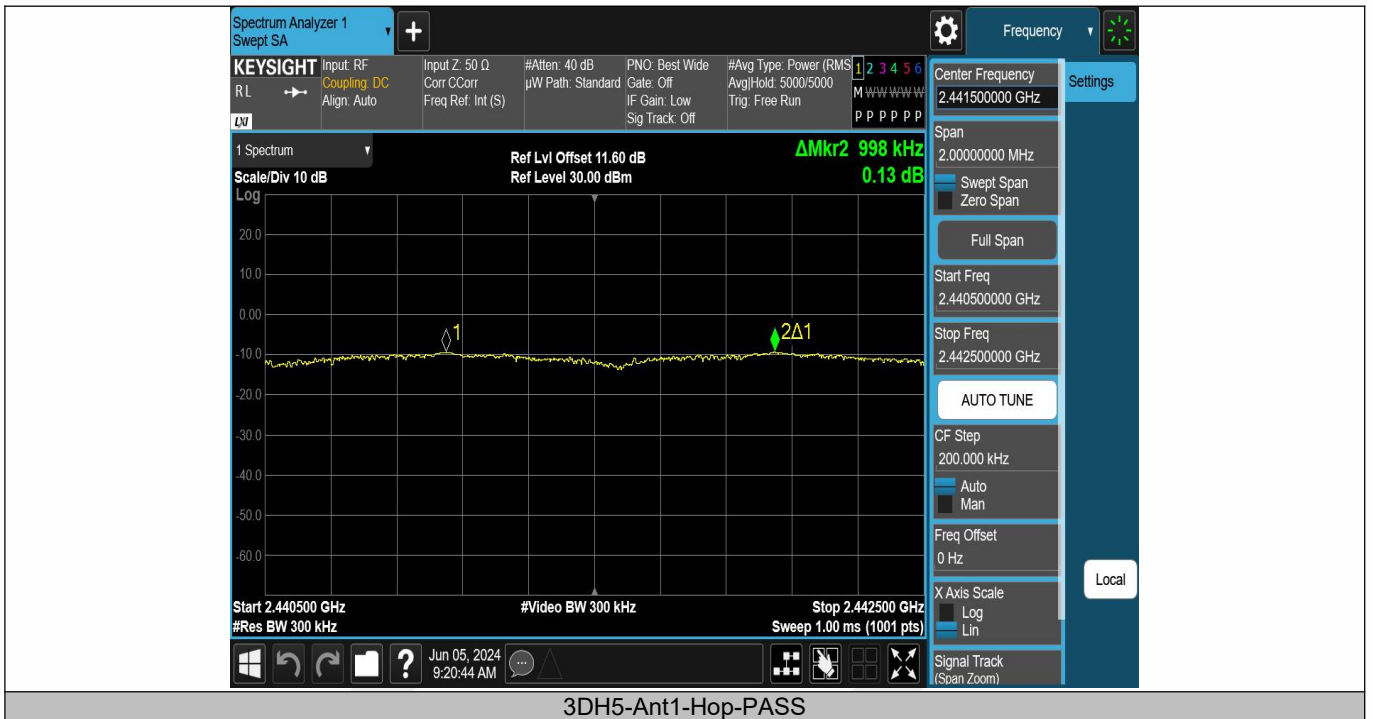 Spectrum Analyzer 1
Swept SA
+
Frequency
KEYSIGHT
RL
LXI
Input: RF
Coupling: DC
Align: Auto
Input Z: 50 Ω
Corr CCorr
Freq Ref: Int (S)
#Atten: 40 dB
µW Path: Standard
PNO: Best Wide
Gate: Off
IF Gain: Low
Sig Track: Off
#Avg Type: Power (RMS
Avg|Hold: 5000/5000
Trig: Free Run
1 2 3 4 5 6
M W W W W W
P P P P P P
1 Spectrum
Scale/Div 10 dB
Log
Ref Lvl Offset 11.60 dB
Ref Level 30.00 dBm
ΔMkr2 998 kHz
0.13 dB
20.0
10.0
0.00
-10.0
-20.0
-30.0
-40.0
-50.0
-60.0
1
2Δ1
Start 2.440500 GHz
#Res BW 300 kHz
#Video BW 300 kHz
Stop 2.442500 GHz
Sweep 1.00 ms (1001 pts)
Center Frequency
2.441500000 GHz
Settings
Span
2.00000000 MHz
Swept Span
Zero Span
Full Span
Start Freq
2.440500000 GHz
Stop Freq
2.442500000 GHz
AUTO TUNE
CF Step
200.000 kHz
Auto
Man
Freq Offset
0 Hz
X Axis Scale
Log
Lin
Local
Signal Track
(Span Zoom)
?
Jun 05, 2024
9:20:44 AM
3DH5-Ant1-Hop-PASS